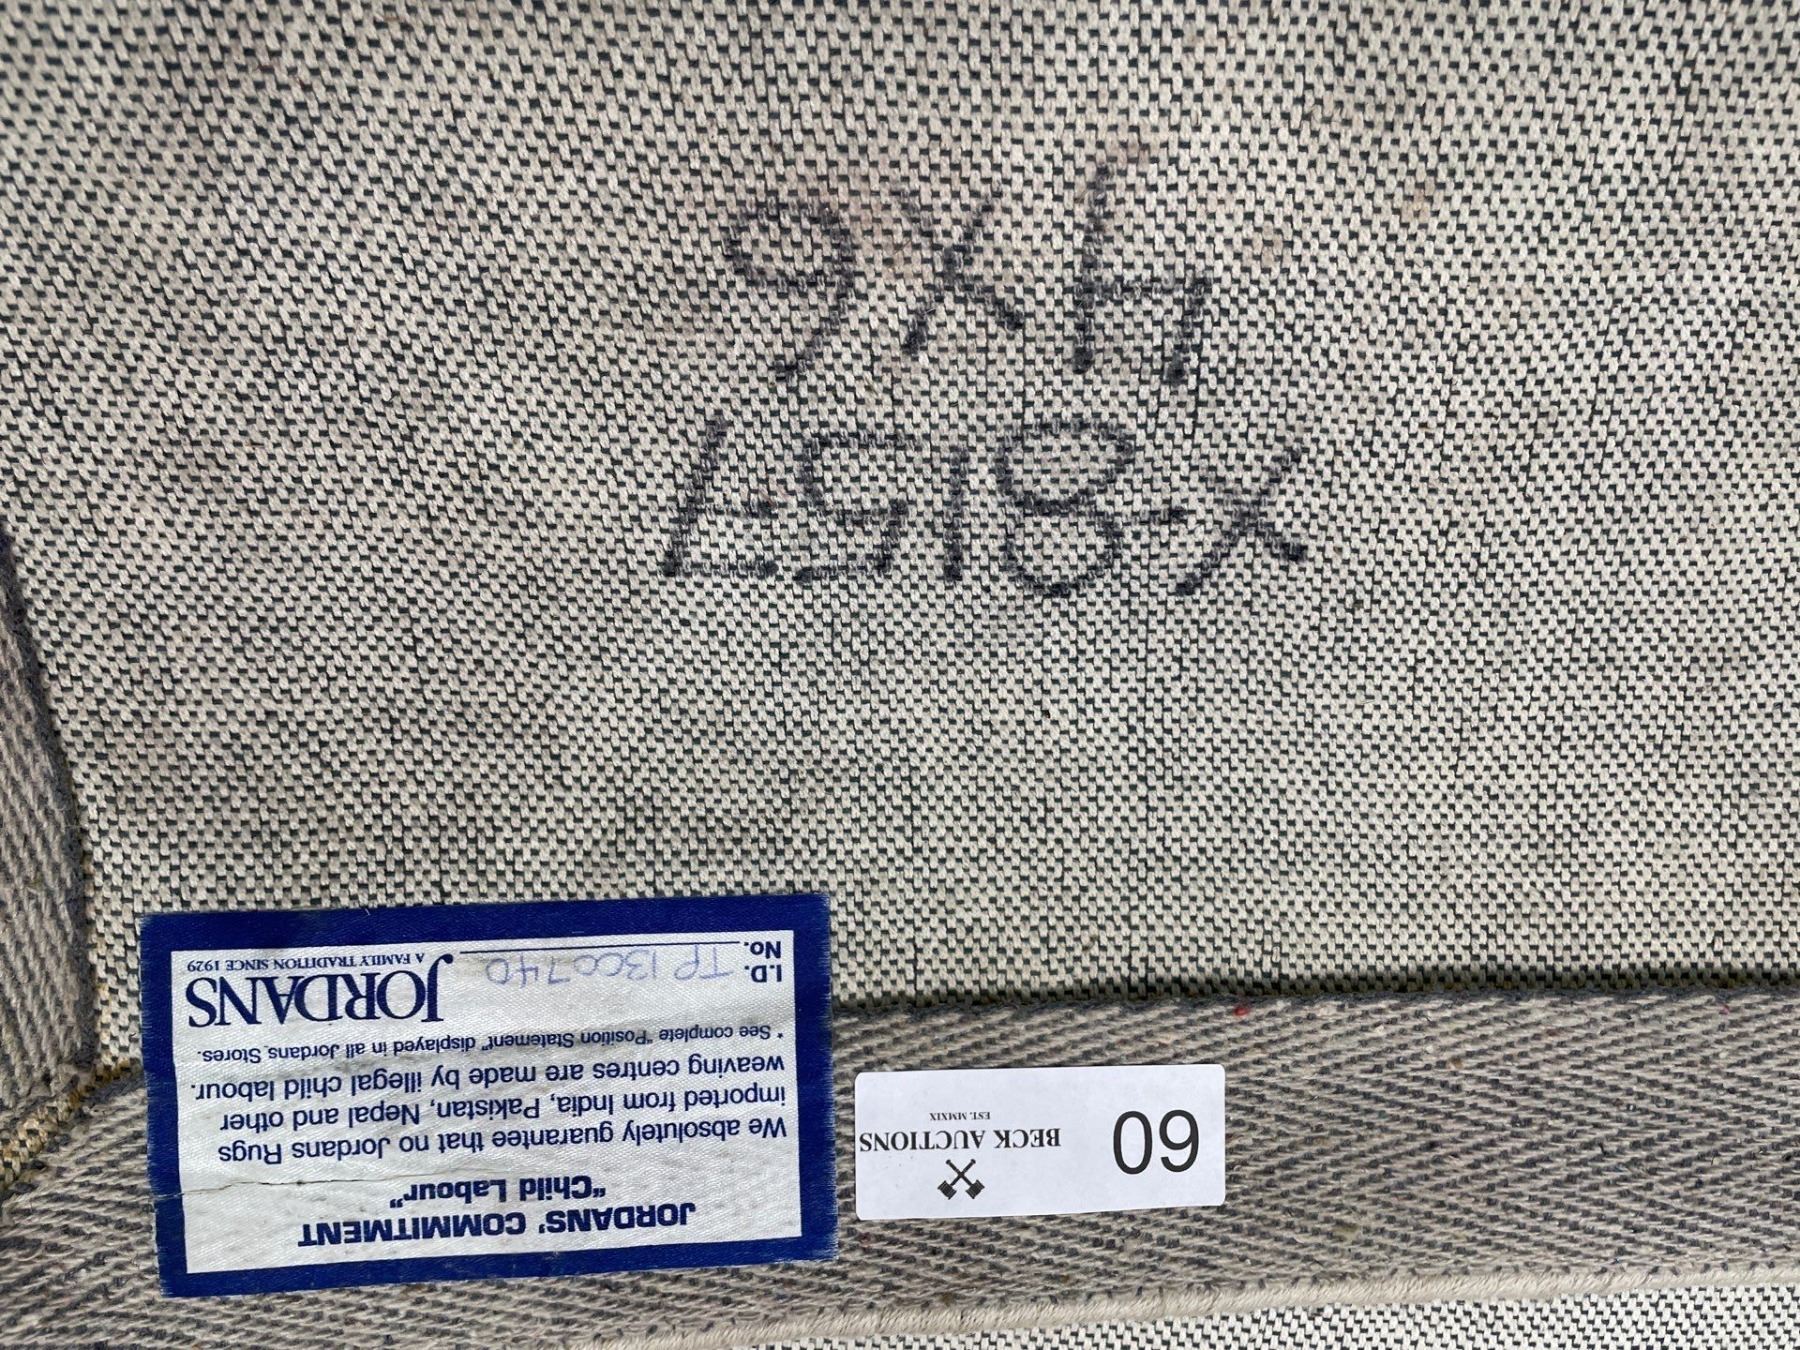 X-8157
4X6
JORDANS' COMMITMENT
"Child Labour"
We absolutely guarantee that no Jordans Rugs
imported from India, Pakistan, Nepal and other
weaving centres are made by illegal child labour.
* See complete "Position Statement" displayed in all Jordans Stores.
I.D.
No. TP 1300740
JORDANS
A FAMILY TRADITION SINCE 1929
60
BECK AUCTIONS
EST. MMXIX